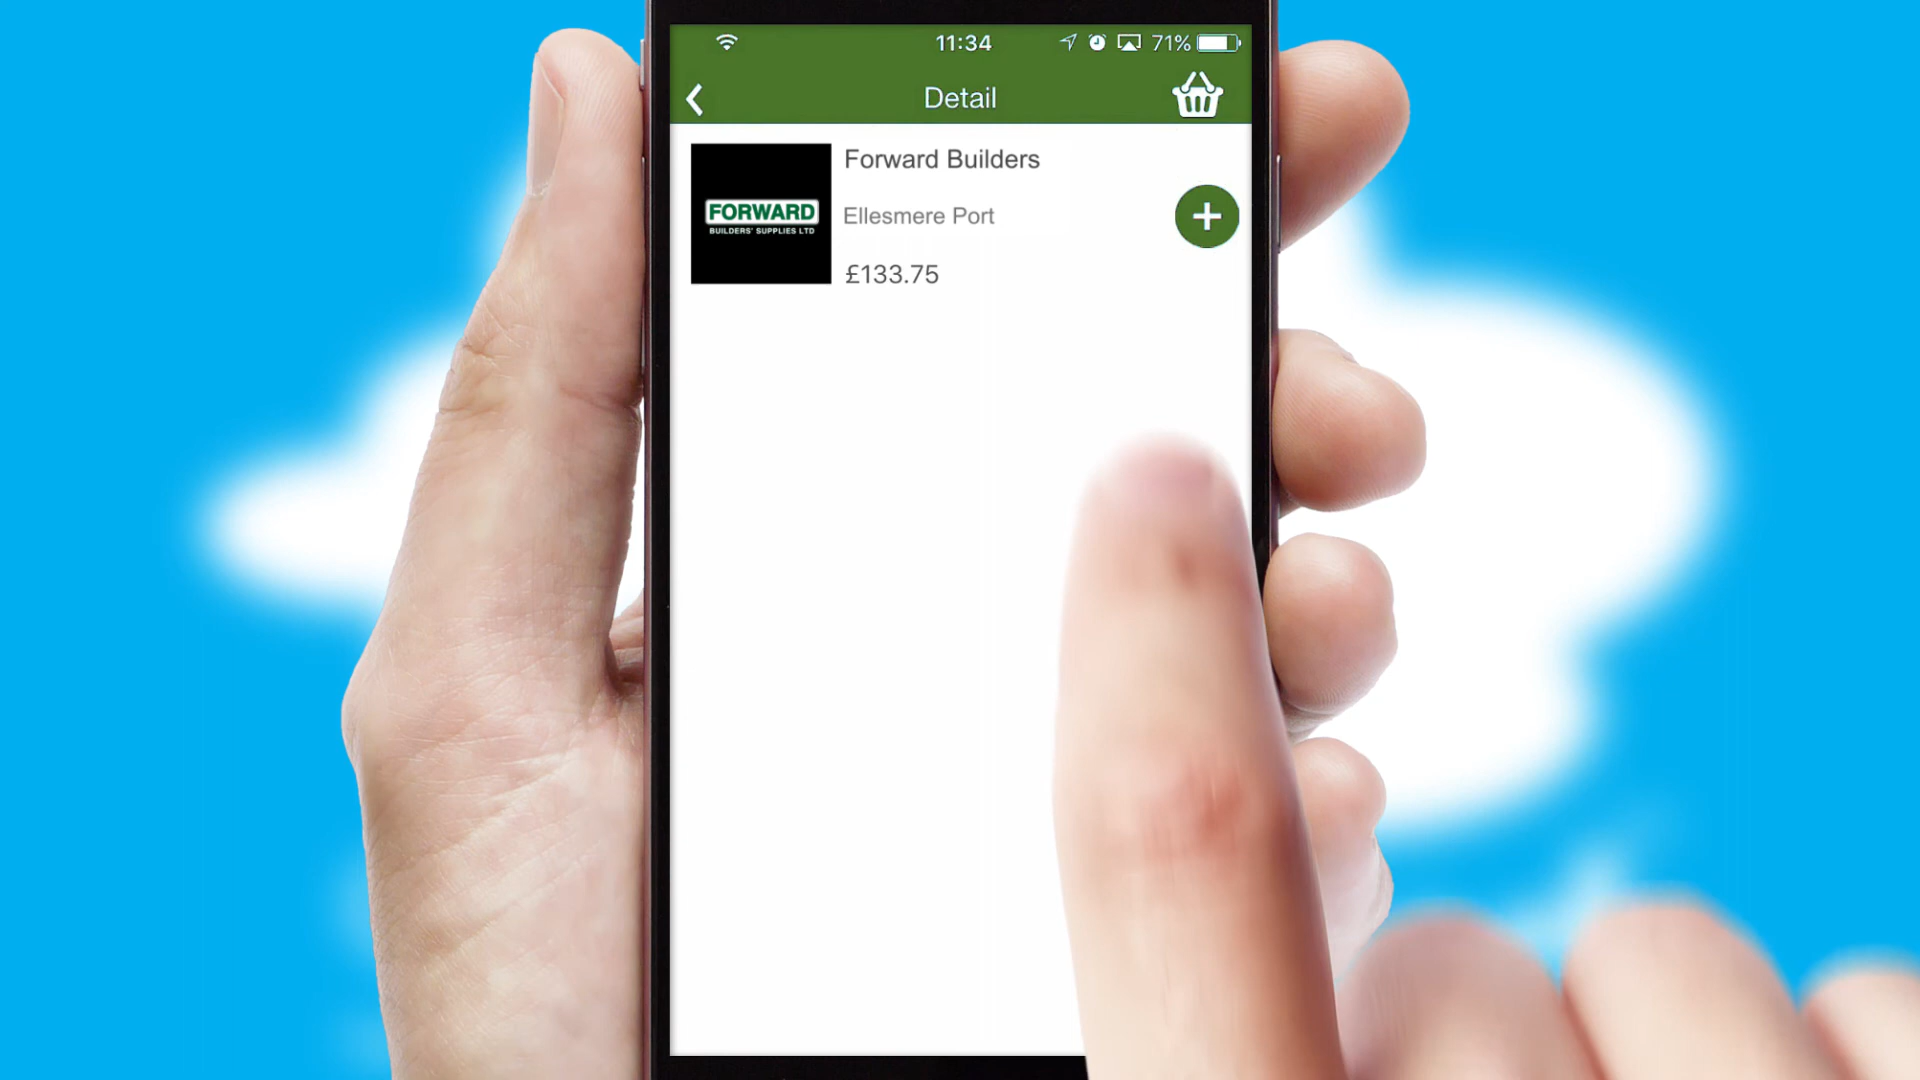 11:34
71%
Detail
Forward Builders
FORWARD
BUILDERS' SUPPLIES LTD
Ellesmere Port
£133.75